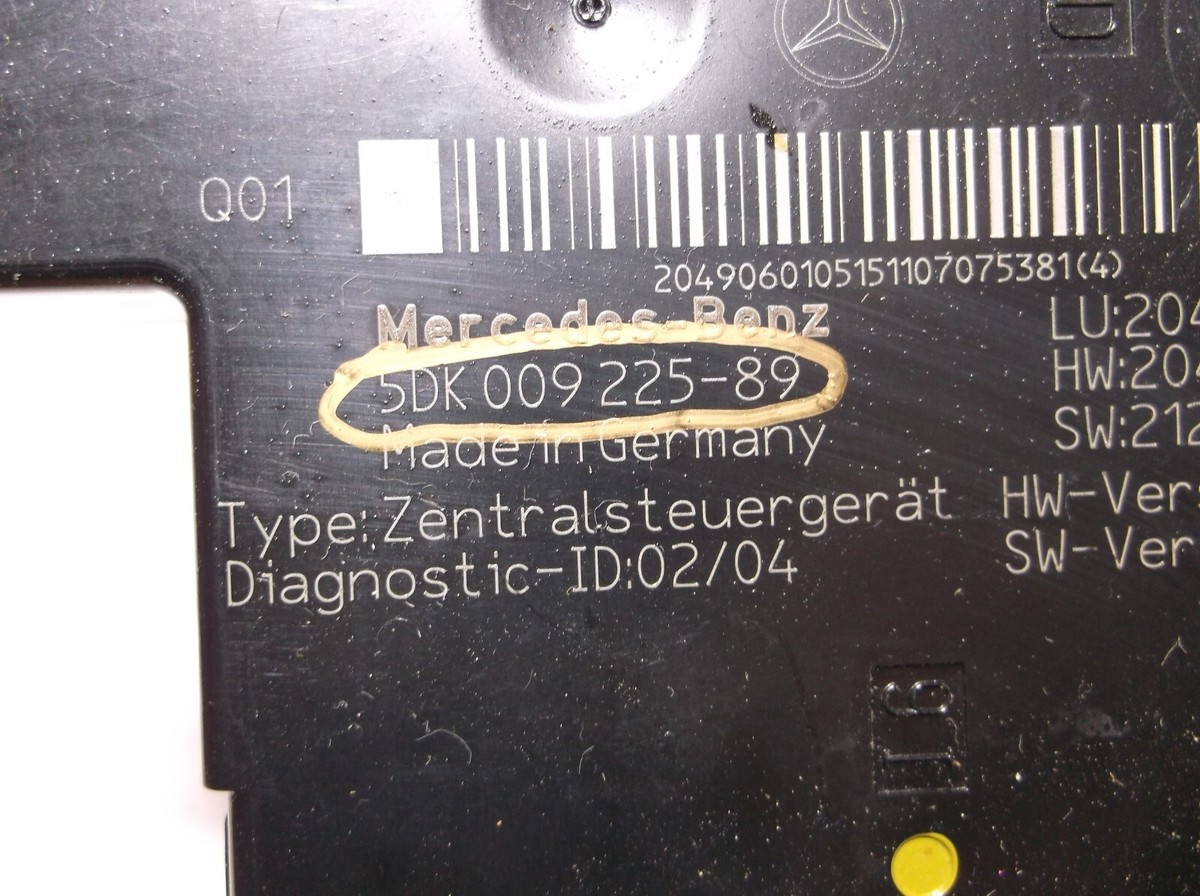 Q01
2049060105151107075381(4)
Mercedes-Benz
5DK 009 225-89
Made in Germany
Type: Zentralsteuergerät
Diagnostic-ID:02/04
LU:204
HW:204
SW:212
HW-Ver
SW-Ver